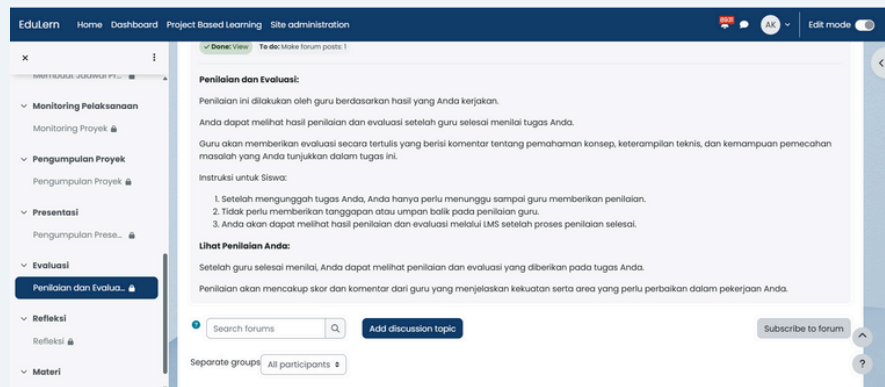 EduLern Home Dashboard Project Based Learning Site administration AK Edit mode
Done: View To do: Make forum posts: 1
Monitoring Pelaksanaan
Monitoring Proyek
Pengumpulan Proyek
Pengumpulan Proyek
Presentasi
Pengumpulan Prese...
Evaluasi
Penilaian dan Evalua...
Refleksi
Refleksi
Materi
Penilaian dan Evaluasi:
Penilaian ini dilakukan oleh guru berdasarkan hasil yang Anda kerjakan.
Anda dapat melihat hasil penilaian dan evaluasi setelah guru selesai menilai tugas Anda.
Guru akan memberikan evaluasi secara tertulis yang berisi komentar tentang pemahaman konsep, keterampilan teknis, dan kemampuan pemecahan
masalah yang Anda tunjukkan dalam tugas ini.
Instruksi untuk Siswa:
1. Setelah mengunggah tugas Anda, Anda hanya perlu menunggu sampai guru memberikan penilaian.
2. Tidak perlu memberikan tanggapan atau umpan balik pada penilaian guru.
3. Anda akan dapat melihat hasil penilaian dan evaluasi melalui LMS setelah proses penilaian selesai.
Lihat Penilaian Anda:
Setelah guru selesai menilai, Anda dapat melihat penilaian dan evaluasi yang diberikan pada tugas Anda.
Penilaian akan mencakup skor dan komentar dari guru yang menjelaskan kekuatan serta area yang perlu perbaikan dalam pekerjaan Anda.
Search forums Add discussion topic Subscribe to forum
Separate groups All participants